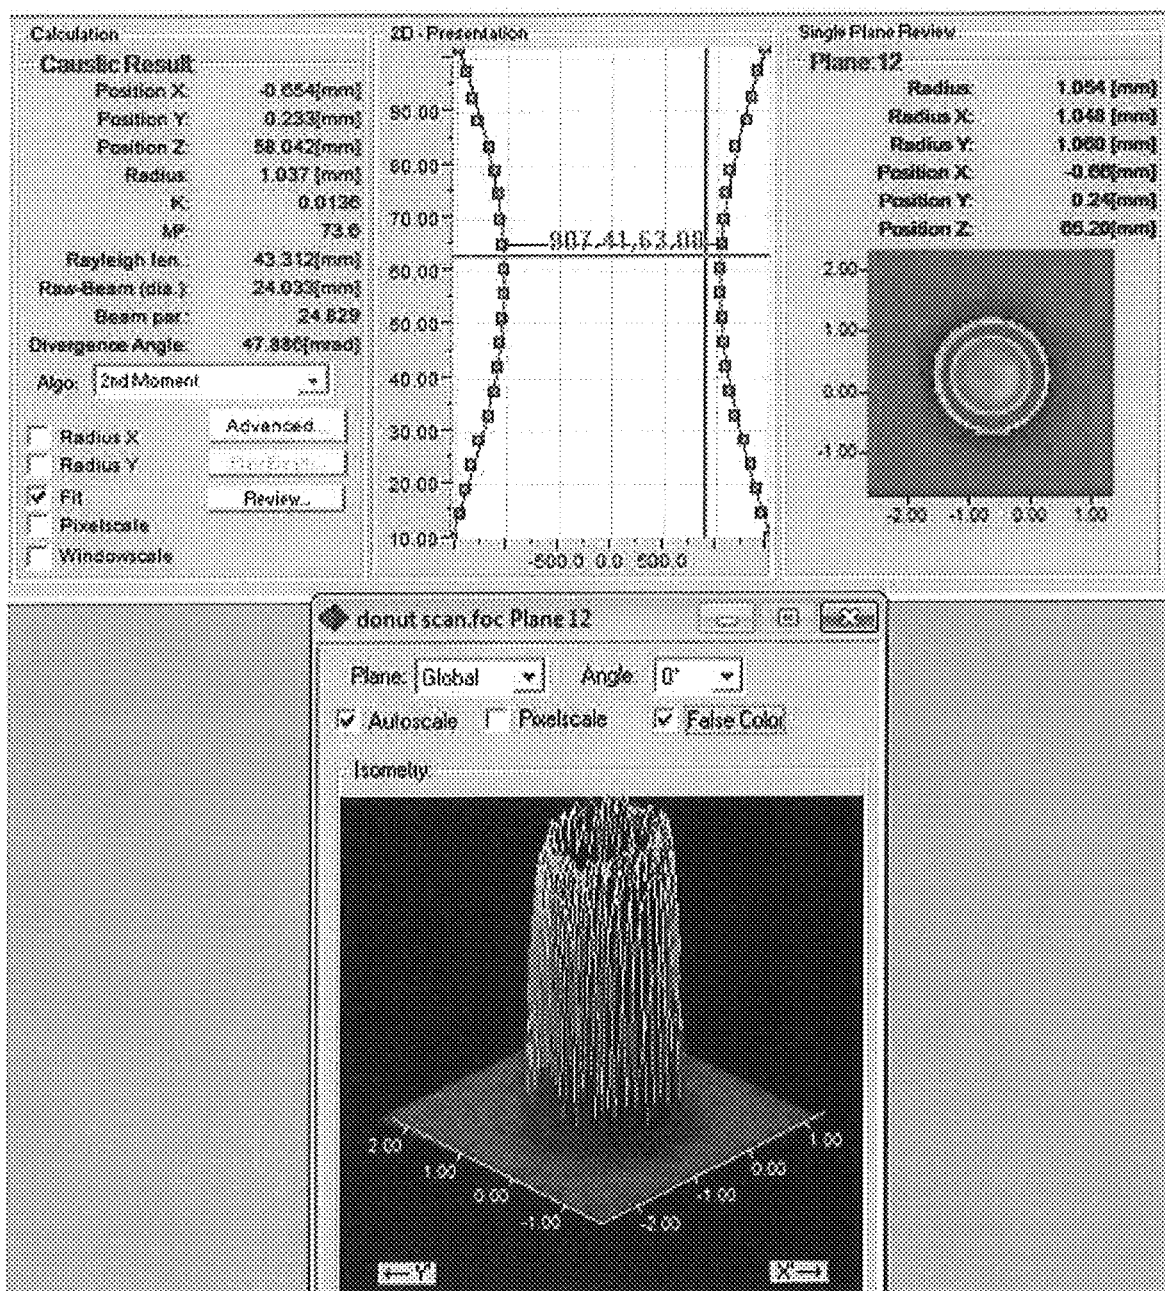 Calculation
Caustic Result
Position X: -0.654[mm]
Position Y: 0.233[mm]
Position Z: 58.042[mm]
Radius: 1.037 [mm]
K: 0.0136
M²: 73.6
Rayleigh len.: 43.312[mm]
Raw-Beam (dia.): 24.033[mm]
Beam par.: 24.829
Divergence Angle: 47.886[mrad]
Algo: 2nd Moment
Radius X
Radius Y
Fit
Pixelscale
Windowscale
Advanced...
Review...
2D - Presentation
80.00
70.00
60.00
50.00
40.00
30.00
20.00
10.00
907.41,63.00
-500.0 0.0 500.0
Single Plane Review
Plane:12
Radius: 1.054 [mm]
Radius X: 1.048 [mm]
Radius Y: 1.060 [mm]
Position X: -0.66[mm]
Position Y: 0.24[mm]
Position Z: 65.20[mm]
2.00
1.00
0.00
-1.00
-2.00 -1.00 0.00 1.00
donut scan.foc Plane 12
Plane: Global Angle: 0°
Autoscale Pixelscale False Color
Isometry
2.00
1.00
0.00
-1.00
-2.00
-1.00
0.00
1.00
←Y'
X'→